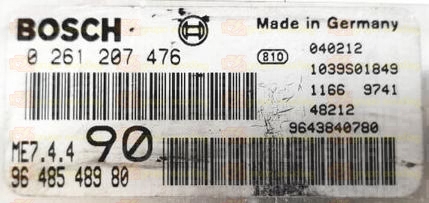 BOSCH
Made in Germany
0 261 207 476
810
040212
1039S01849
1166 9741
48212
9643840780
ME7.4.4 90
96 485 489 80